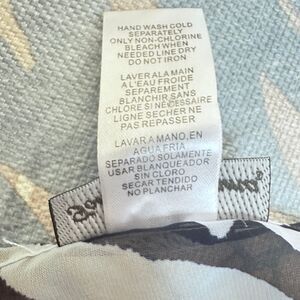 HAND WASH COLD
SEPARATELY
ONLY NON-CHLORINE
BLEACH WHEN
NEEDED LINE DRY
DO NOT IRON
LAVER ALA MAIN
A L'EAU FROIDE
SEPAREMENT
BLANCHIR SANS
CHLORE SI NÉCESSAIRE
LIGNE SECHER NE
PAS REPASSER
LAVAR A MANO, EN
AGUA FRIA
SEPARADO SOLAMENTE
USAR BLANQUEADOR
SIN CLORO
SECAR TENDIDO
NO PLANCHAR